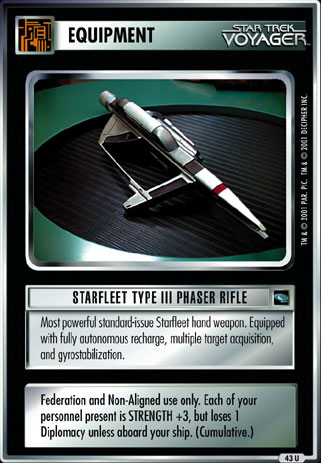 EQUIPMENT
STAR TREK
VOYAGER™
TM & © 2001 PAR. P.C. TM & © 2001 DECIPHER INC.
STARFLEET TYPE III PHASER RIFLE
Most powerful standard-issue Starfleet hand weapon. Equipped
with fully autonomous recharge, multiple target acquisition,
and gyrostabilization.
Federation and Non-Aligned use only. Each of your
personnel present is STRENGTH +3, but loses 1
Diplomacy unless aboard your ship. (Cumulative.)
43 U